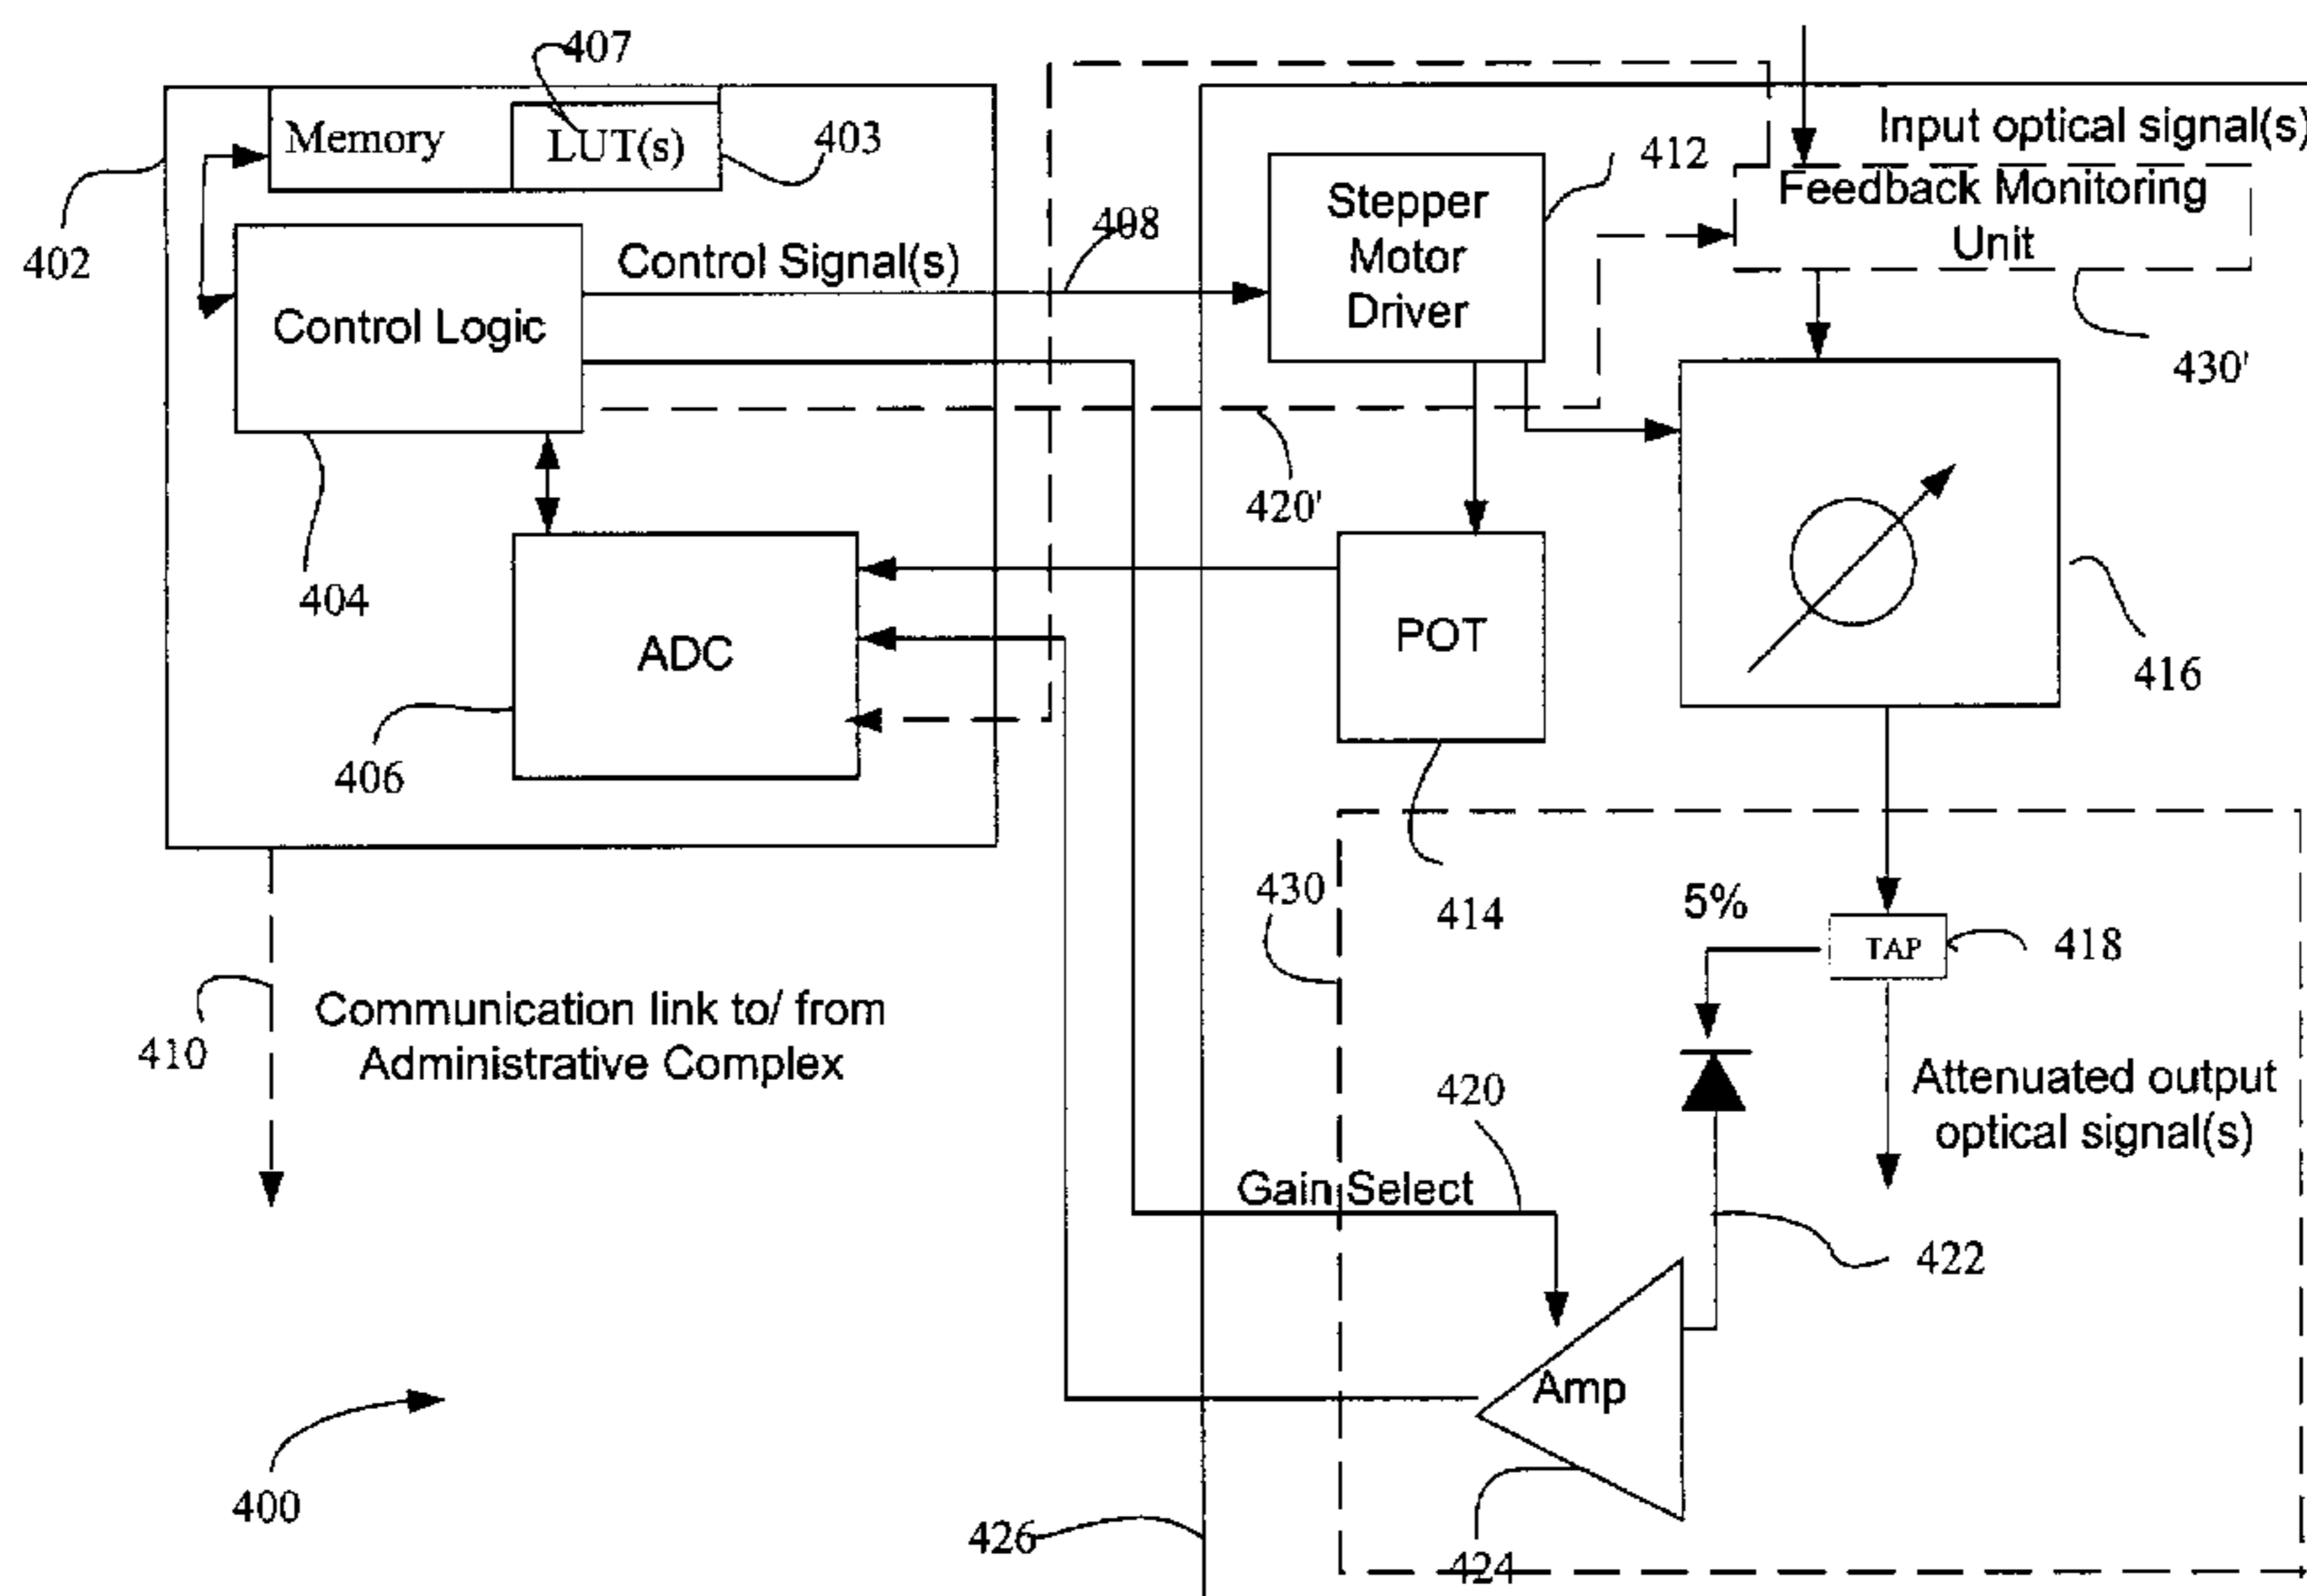 407
Memory
LUT(s)
403
402
Control Signal(s)
408
Control Logic
404
ADC
406
410
Communication link to/ from
Administrative Complex
400
Stepper
Motor
Driver
412
Input optical signal(s)
Feedback Monitoring
Unit
430'
420'
POT
414
416
430
5%
TAP
418
Attenuated output
optical signal(s)
420
Gain Select
422
Amp
424
426